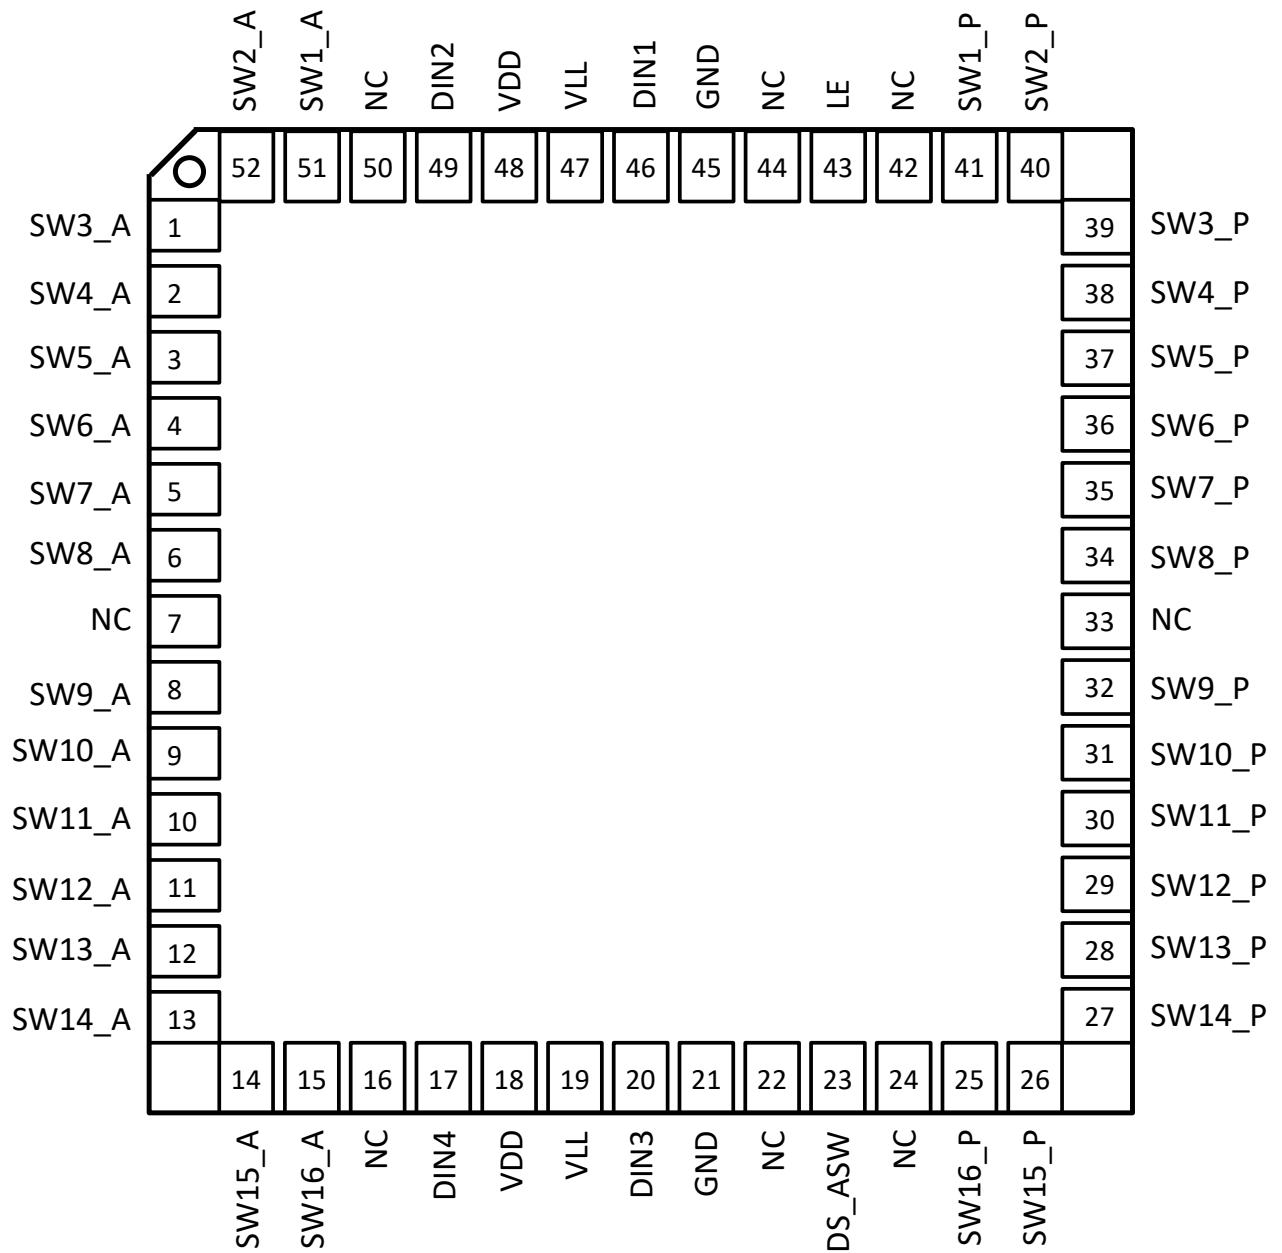 SW2_A SW1_A NC DIN2 VDD VLL DIN1 GND NC LE NC SW1_P SW2_P
52 51 50 49 48 47 46 45 44 43 42 41 40
SW3_A 1 39 SW3_P
SW4_A 2 38 SW4_P
SW5_A 3 37 SW5_P
SW6_A 4 36 SW6_P
SW7_A 5 35 SW7_P
SW8_A 6 34 SW8_P
NC 7 33 NC
SW9_A 8 32 SW9_P
SW10_A 9 31 SW10_P
SW11_A 10 30 SW11_P
SW12_A 11 29 SW12_P
SW13_A 12 28 SW13_P
SW14_A 13 27 SW14_P
14 15 16 17 18 19 20 21 22 23 24 25 26
SW15_A SW16_A NC DIN4 VDD VLL DIN3 GND NC DS_ASW NC SW16_P SW15_P